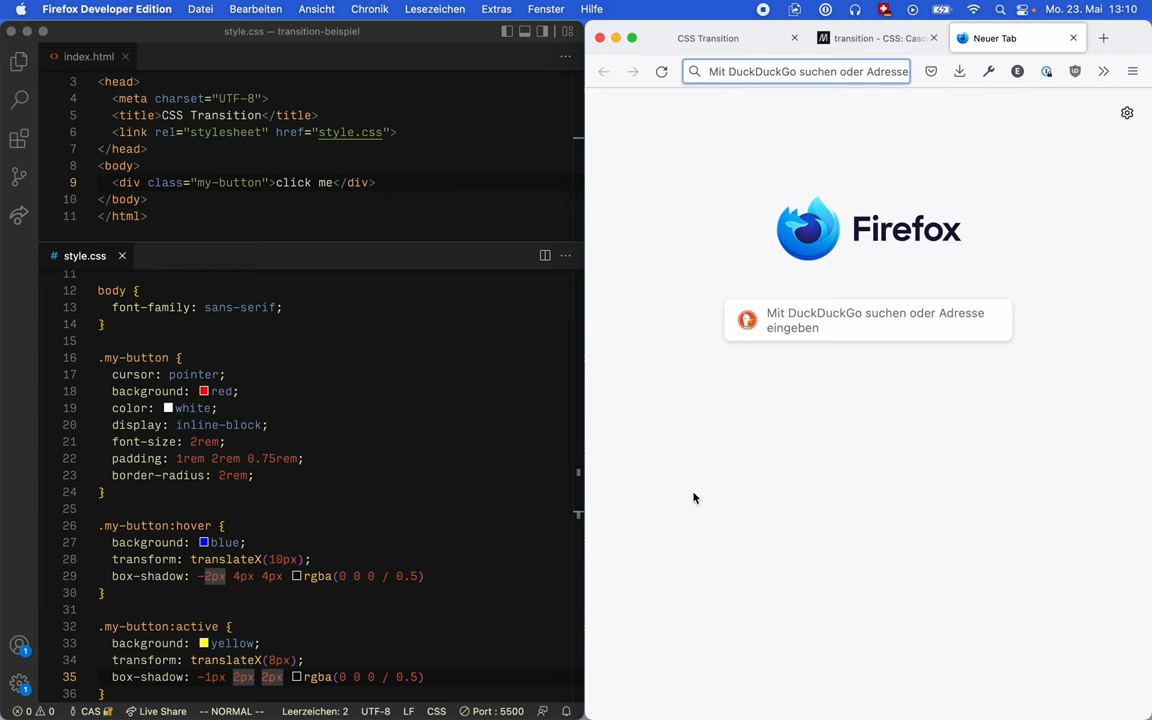 Firefox Developer Edition Datei Bearbeiten Ansicht Chronik Lesezeichen Extras Fenster Hilfe Mo. 23. Mai 13:10
style.css — transition-beispiel
index.html
3 <head>
4 <meta charset="UTF-8">
5 <title>CSS Transition</title>
6 <link rel="stylesheet" href="style.css">
7 </head>
8 <body>
9 <div class="my-button">click me</div>
10 </body>
11 </html>
# style.css
11
12 body {
13 font-family: sans-serif;
14 }
15
16 .my-button {
17 cursor: pointer;
18 background: red;
19 color: white;
20 display: inline-block;
21 font-size: 2rem;
22 padding: 1rem 2rem 0.75rem;
23 border-radius: 2rem;
24 }
25
26 .my-button:hover {
27 background: blue;
28 transform: translateX(10px);
29 box-shadow: -2px 4px 4px rgba(0 0 0 / 0.5)
30 }
31
32 .my-button:active {
33 background: yellow;
34 transform: translateX(8px);
35 box-shadow: -1px 2px 2px rgba(0 0 0 / 0.5)
36 }
1
1
0 0 CAS Live Share -- NORMAL -- Leerzeichen: 2 UTF-8 LF CSS Port : 5500
CSS Transition transition - CSS: Casc Neuer Tab
Mit DuckDuckGo suchen oder Adresse
E
Firefox
Mit DuckDuckGo suchen oder Adresse
eingeben